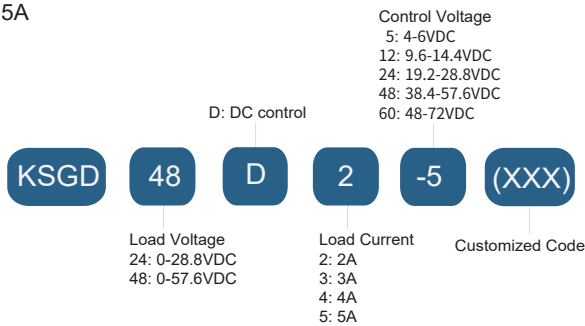 5A
Control Voltage
5: 4-6VDC
12: 9.6-14.4VDC
24: 19.2-28.8VDC
48: 38.4-57.6VDC
60: 48-72VDC
D: DC control
KSGD 48 D 2 -5 (XXX)
Load Voltage
24: 0-28.8VDC
48: 0-57.6VDC
Load Current
2: 2A
3: 3A
4: 4A
5: 5A
Customized Code